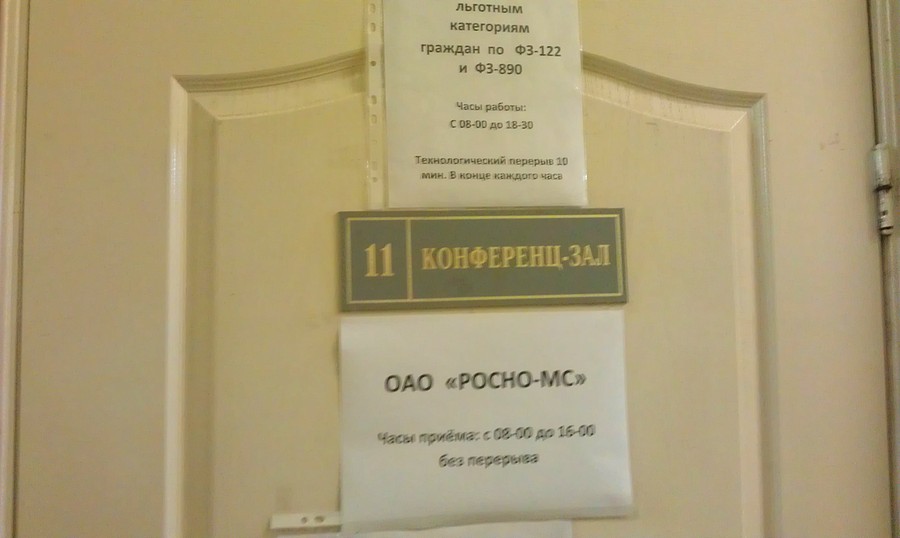 льготным
категориям
граждан по ФЗ-122
и ФЗ-890
Часы работы:
С 08-00 до 18-30
Технологический перерыв 10
мин. В конце каждого часа
11 КОНФЕРЕНЦ-ЗАЛ
ОАО «РОСНО-МС»
Часы приёма: с 08-00 до 16-00
без перерыва